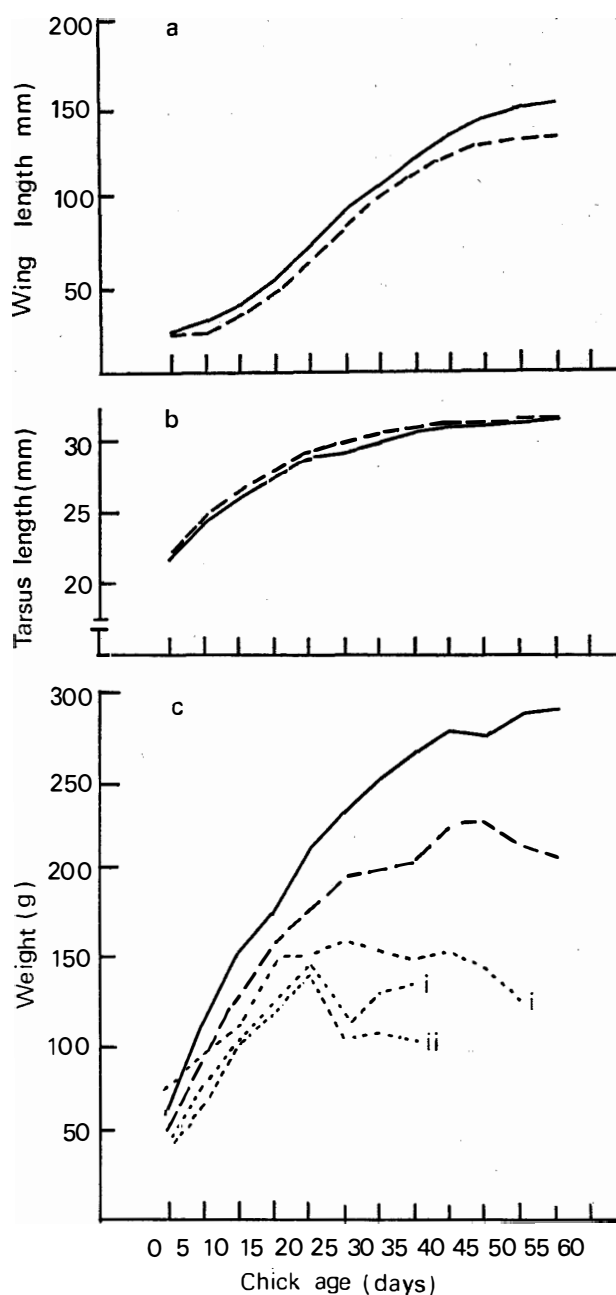 a
200
150
100
50
Wing length mm
b
30
25
20
Tarsus length (mm)
c
300
250
200
150
100
50
Weight (g)
i
i
ii
0 5 10 15 20 25 30 35 40 45 50 55 60
Chick age (days)